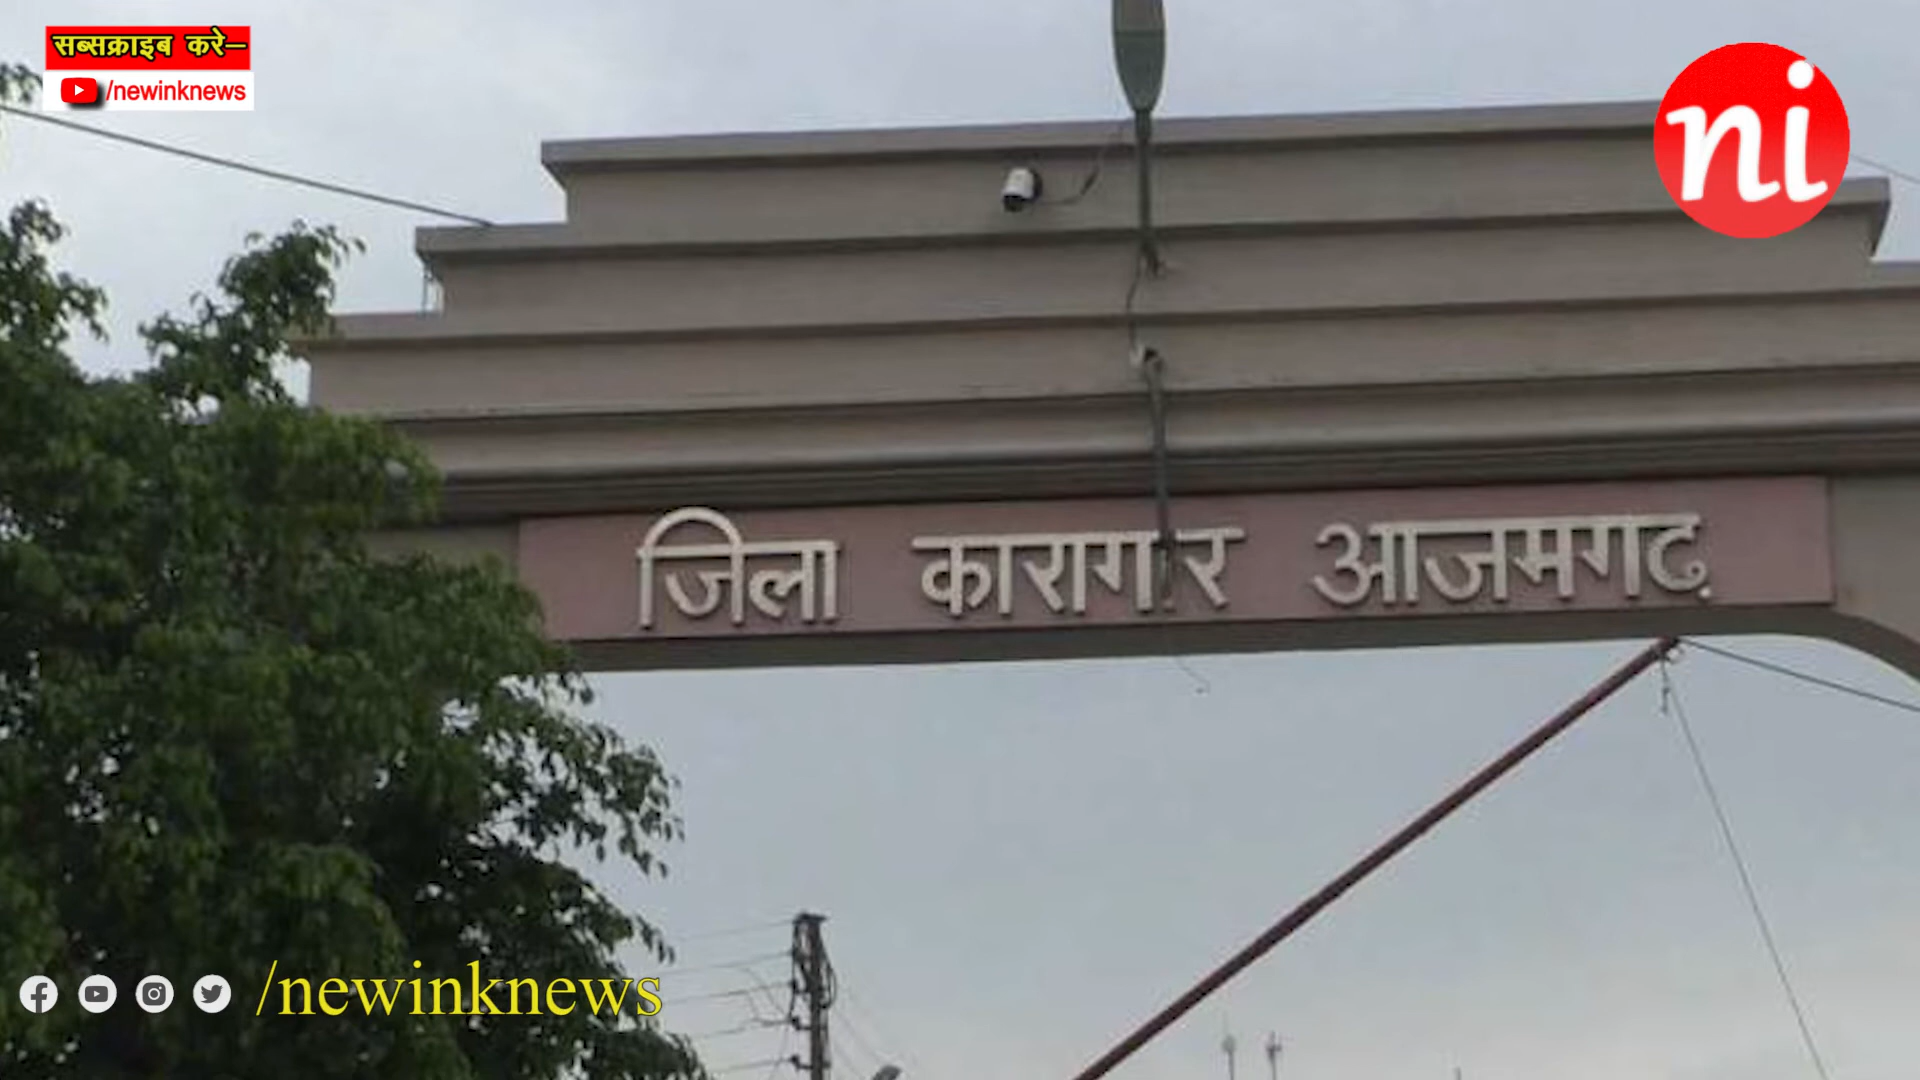 सब्सक्राइब करे–
/newinknews
ni
जिला कारागार आजमगढ़
/newinknews